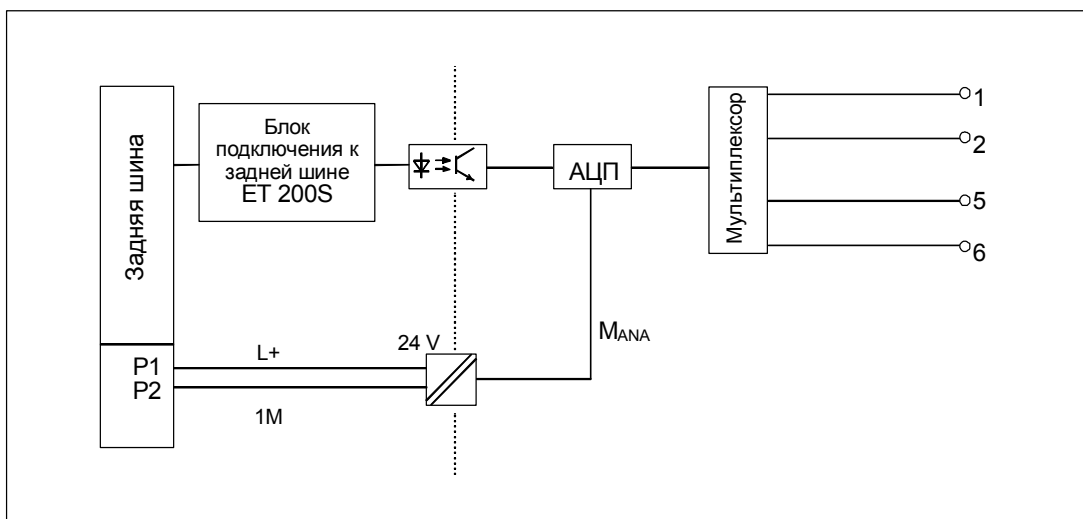 Задняя шина
Блок
подключения к
задней шине
ET 200S
АЦП
Мультиплексор
1
2
5
6
P1
P2
L+
1M
24 V
MANA